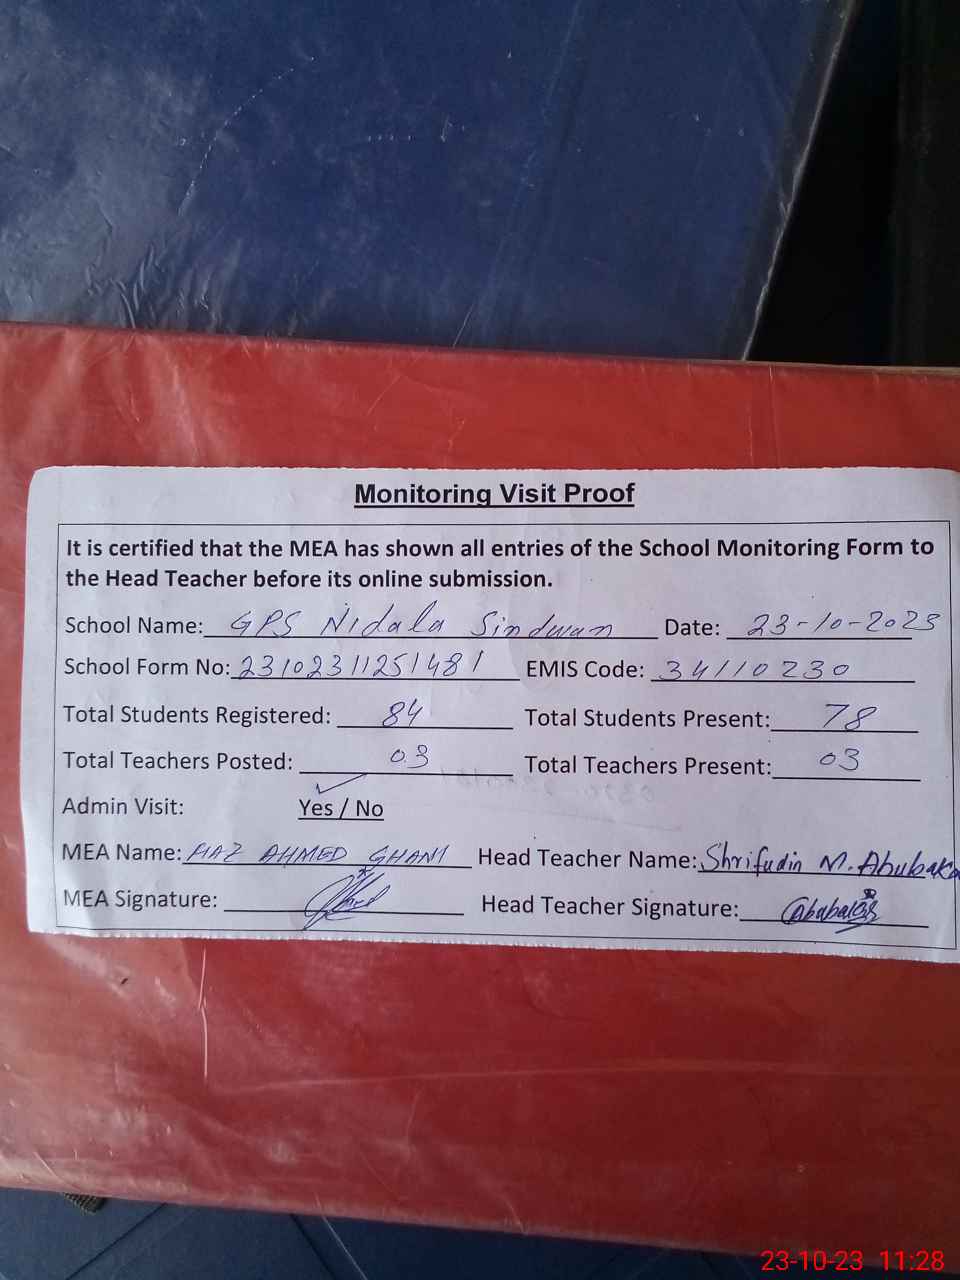 Monitoring Visit Proof
It is certified that the MEA has shown all entries of the School Monitoring Form to
the Head Teacher before its online submission.
School Name: GPS Nidala Sindwan Date: 23-10-2023
School Form No: 23102311251481 EMIS Code: 34110230
Total Students Registered: 84 Total Students Present: 78
Total Teachers Posted: 03 Total Teachers Present: 03
Admin Visit: Yes / No
MEA Name: AHMED GHANI Head Teacher Name: Shrifudin M. Abubakar
MEA Signature: Head Teacher Signature:
23-10-23 11:28